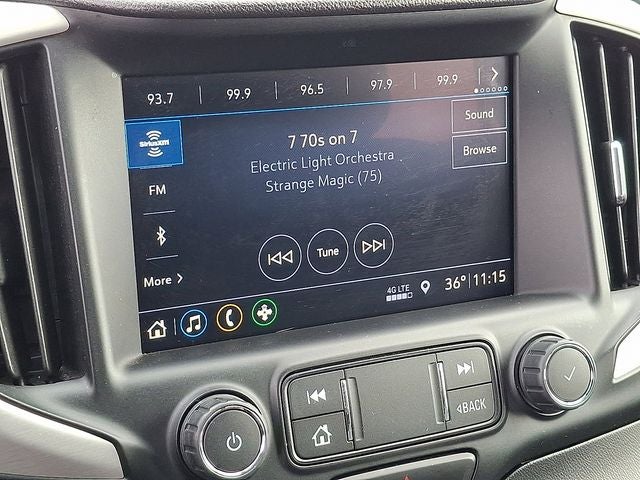 93.7 99.9 96.5 97.9 99.9
SiriusXM
7 70s on 7
Sound
Electric Light Orchestra
Browse
Strange Magic (75)
FM
Tune
More
4G LTE
36° 11:15
BACK